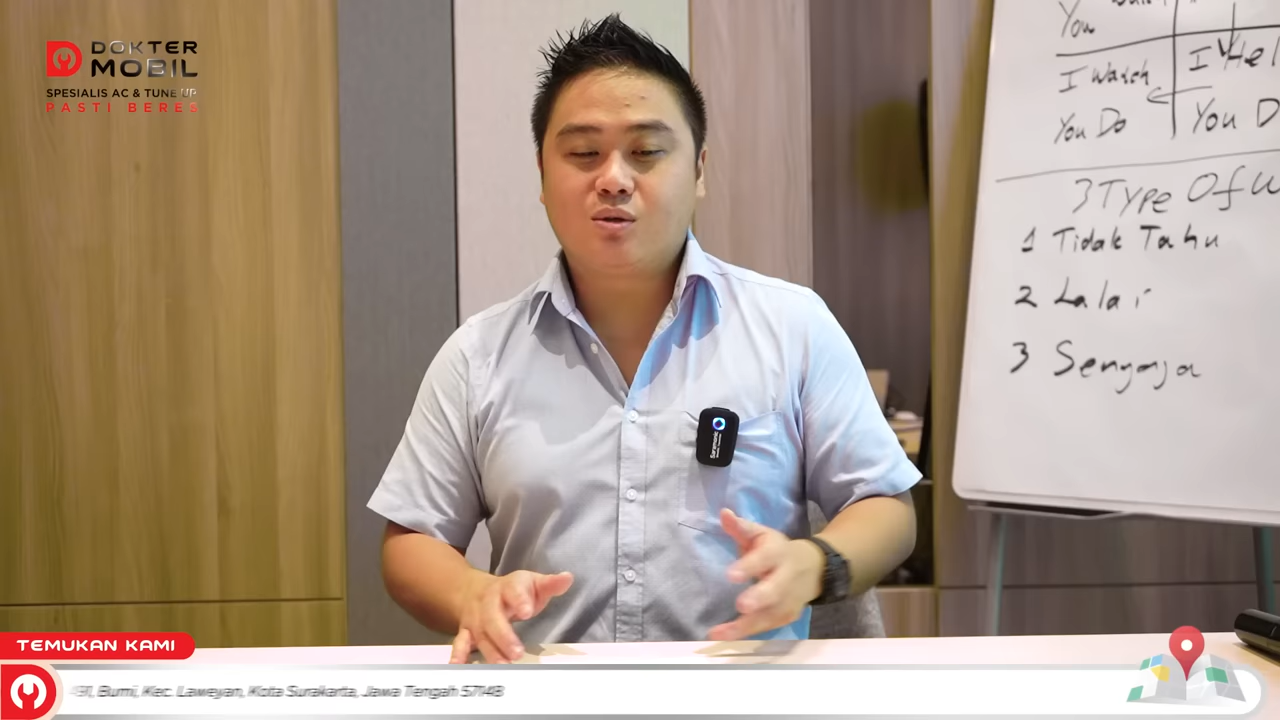 DOKTER
MOBIL
SPESIALIS AC & TUNE UP
PASTI BERES
You
I Watch
You Do
I Hel
You D
3 Type Of
1 Tidak Tahu
2 Lalai
3 Sengaja
Saramonic
TEMUKAN KAMI
Bumi, Kec. Laweyan, Kota Surakarta, Jawa Tengah 57148